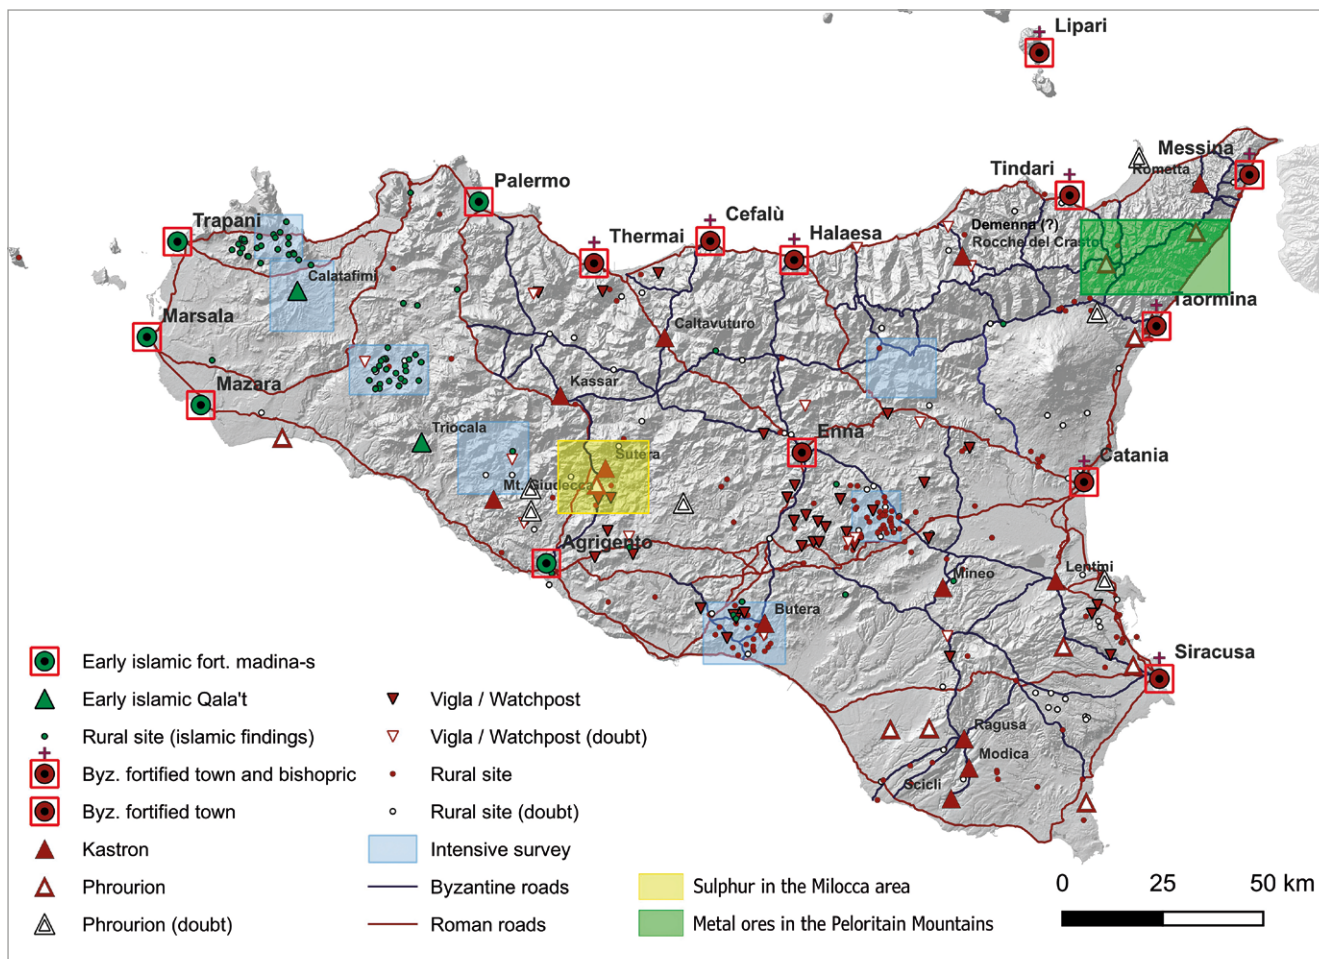 Lipari
Messina
Rometta
Tindari
Palermo
Trapani
Cefalù
Thermai
Halaesa
Demenna (?)
Rocche del Crasto
Calatafimi
Taormina
Marsala
Caltavuturo
Mazara
Kassar
Triocala
Enna
Sutera
Catania
Mt. Giudecca
Agrigento
Mineo
Lentini
Butera
Siracusa
Ragusa
Modica
Scicli
Early islamic fort. madina-s
Early islamic Qala't
Rural site (islamic findings)
Byz. fortified town and bishopric
Byz. fortified town
Kastron
Phrourion
Phrourion (doubt)
Vigla / Watchpost
Vigla / Watchpost (doubt)
Rural site
Rural site (doubt)
Intensive survey
Byzantine roads
Roman roads
Sulphur in the Milocca area
Metal ores in the Peloritain Mountains
0 25 50 km